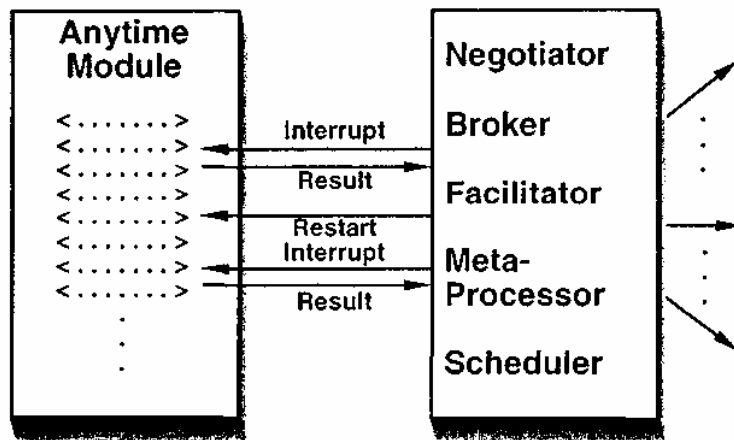 Anytime
Module
<.......>
<.......>
<.......>
<.......>
<.......>
<.......>
<.......>
<.......>
.
.
.
Interrupt
Result
Restart
Interrupt
Result
Negotiator
Broker
Facilitator
Meta-
Processor
Scheduler